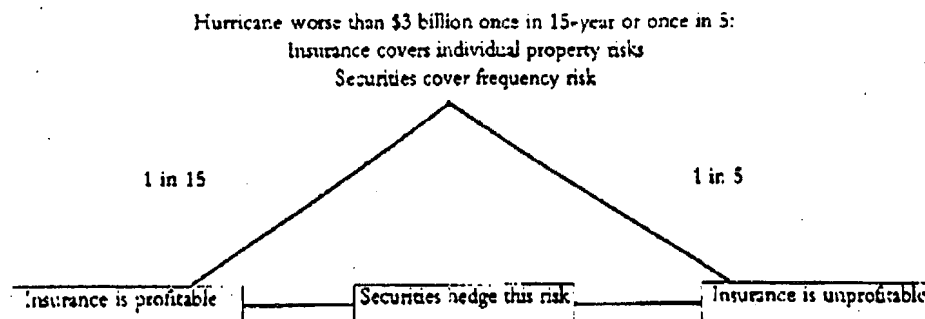 Hurricane worse than $3 billion once in 15-year or once in 5:
Insurance covers individual property risks
Securities cover frequency risk
1 in 15
1 in 5
Insurance is profitable
Securities hedge this risk
Insurance is unprofitable